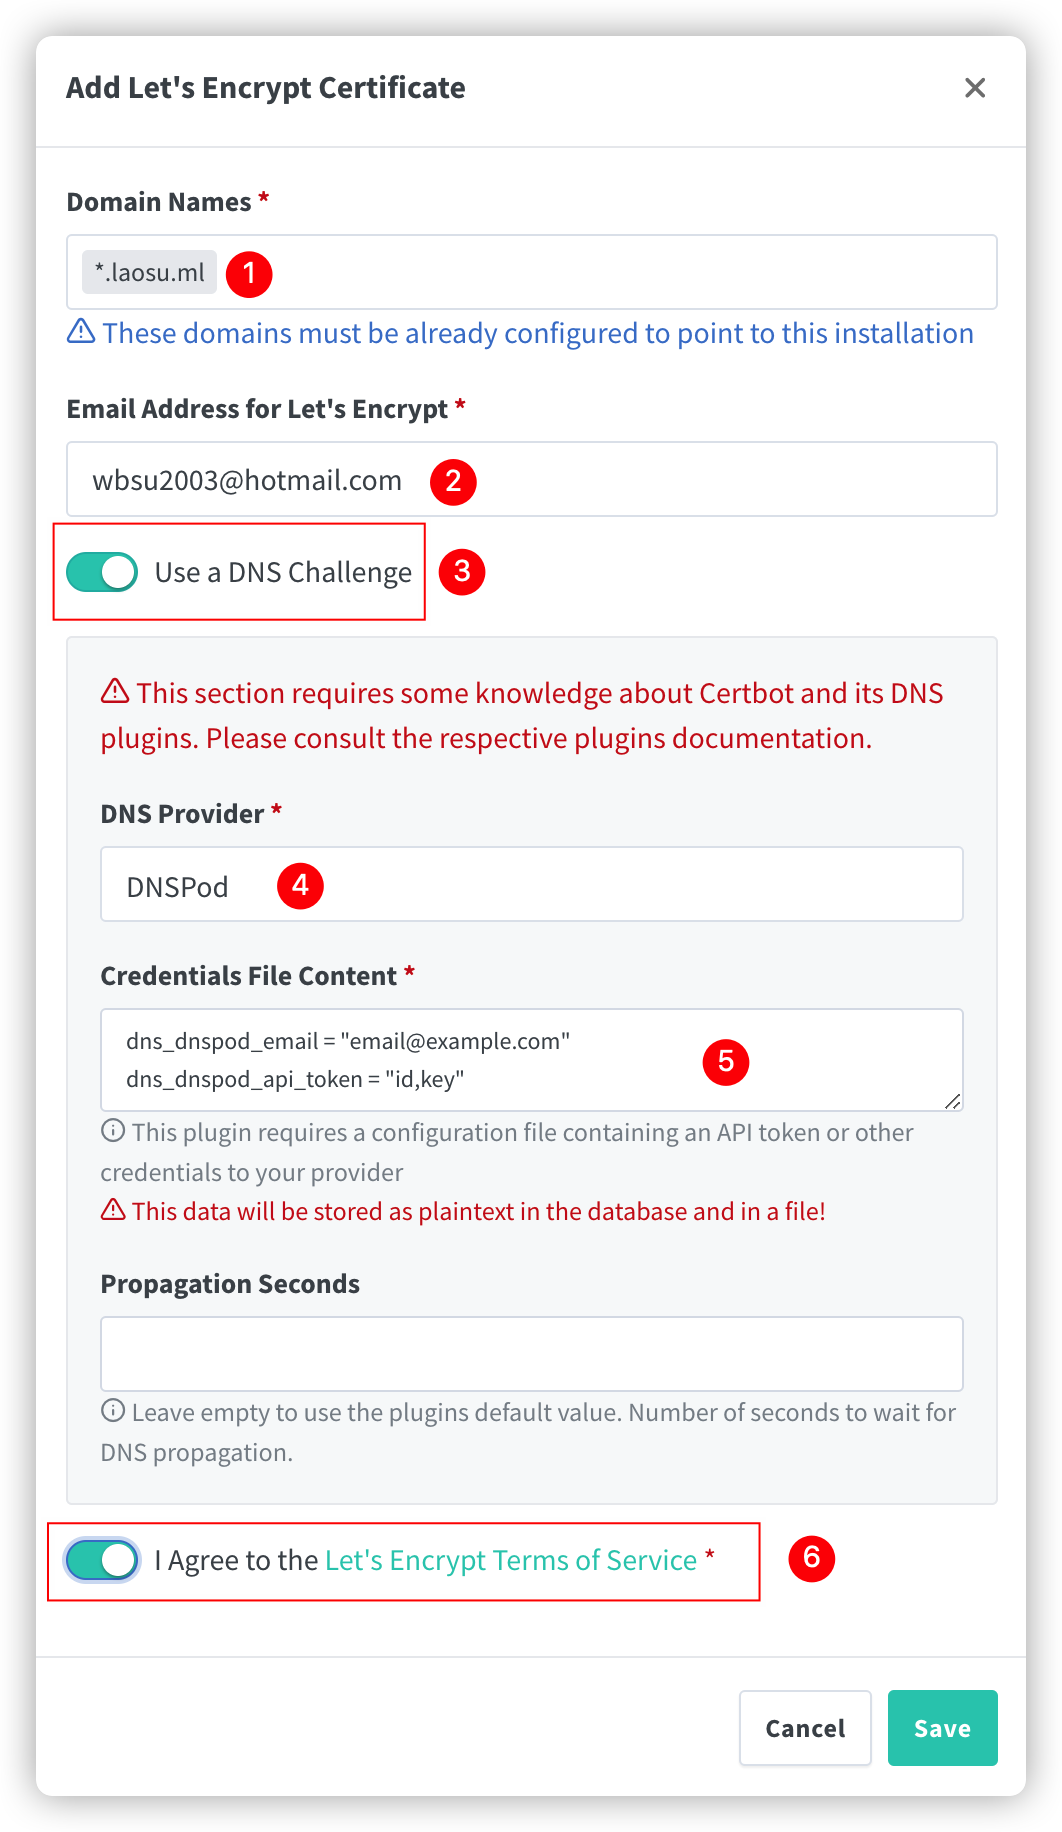 Add Let's Encrypt Certificate
Domain Names *
*.laosu.ml 1
These domains must be already configured to point to this installation
Email Address for Let's Encrypt *
wbsu2003@hotmail.com 2
Use a DNS Challenge 3
This section requires some knowledge about Certbot and its DNS
plugins. Please consult the respective plugins documentation.
DNS Provider *
DNSPod 4
Credentials File Content *
dns_dnspod_email = "email@example.com"
5
dns_dnspod_api_token = "id,key"
This plugin requires a configuration file containing an API token or other
credentials to your provider
This data will be stored as plaintext in the database and in a file!
Propagation Seconds
Leave empty to use the plugins default value. Number of seconds to wait for
DNS propagation.
I Agree to the Let's Encrypt Terms of Service * 6
Cancel Save